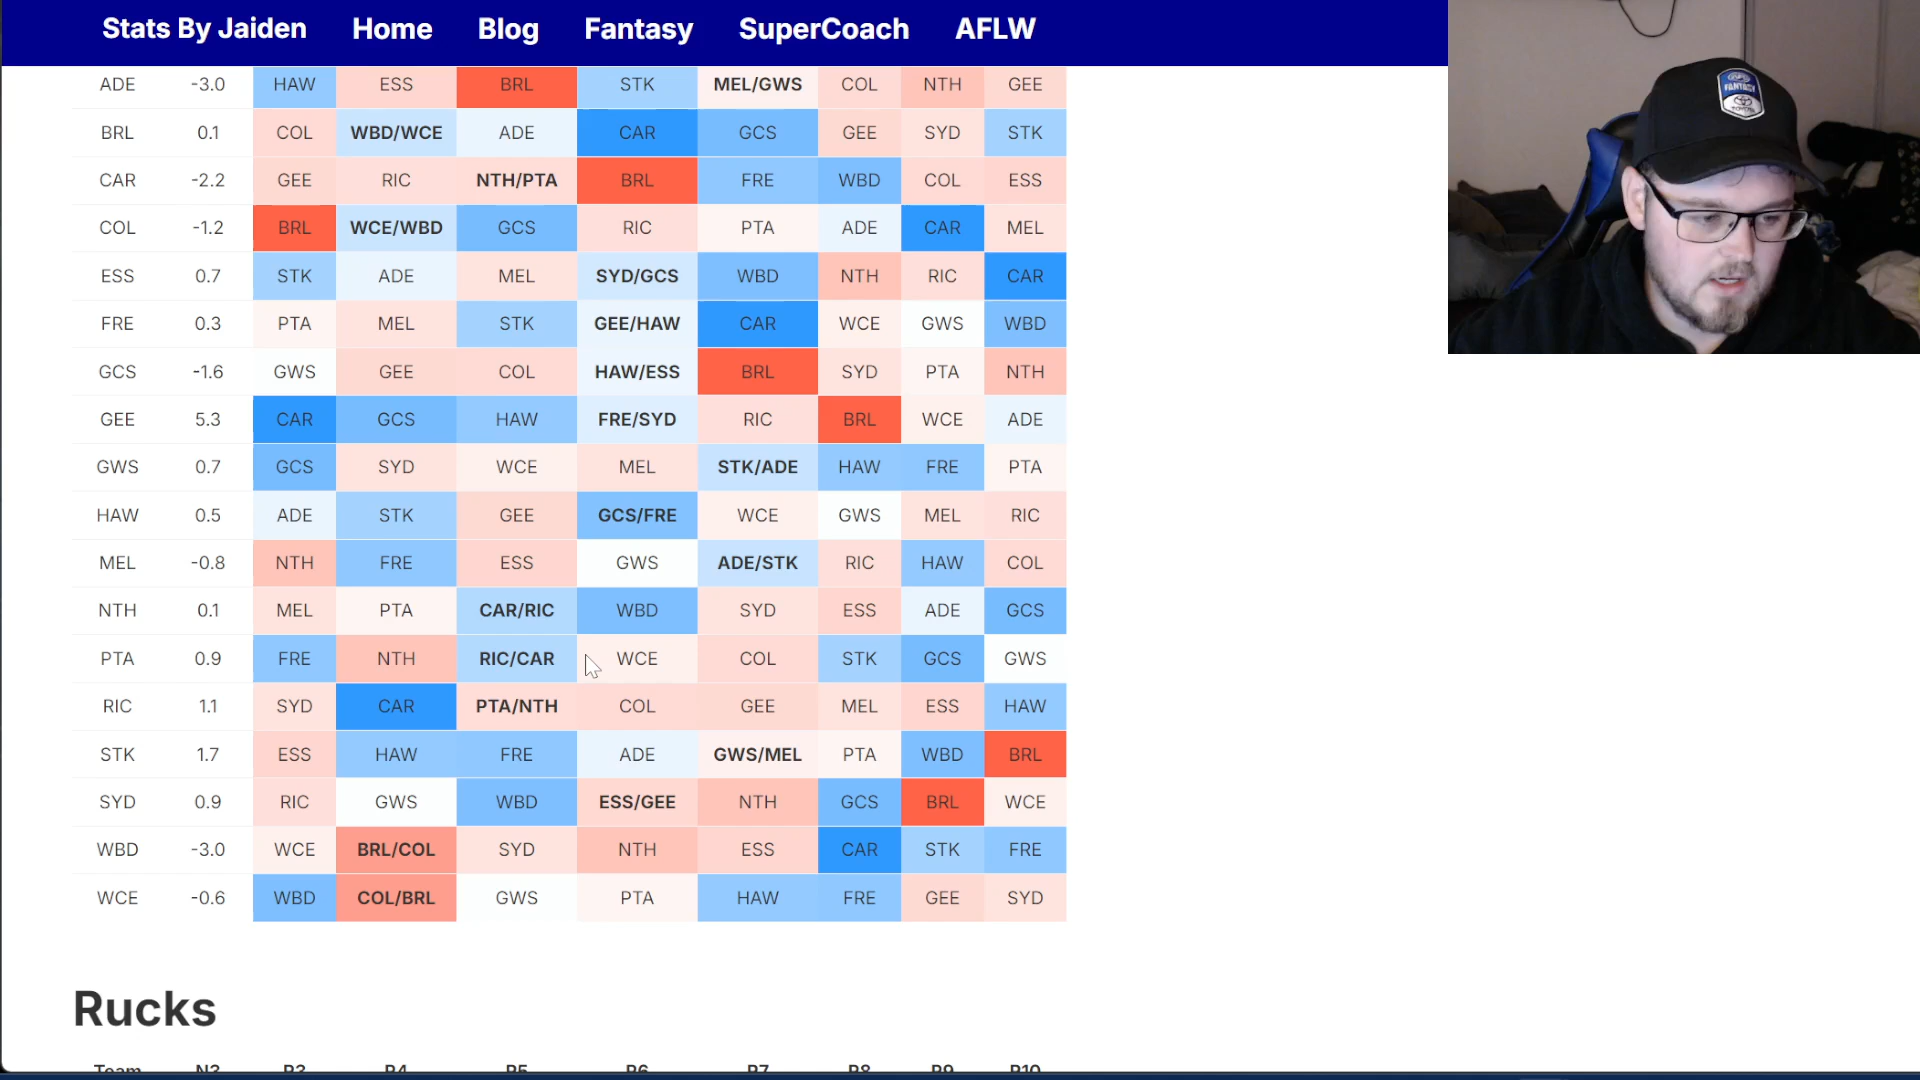 Stats By Jaiden Home Blog Fantasy SuperCoach AFLW
ADE -3.0 HAW ESS BRL STK MEL/GWS COL NTH GEE
BRL 0.1 COL WBD/WCE ADE CAR GCS GEE SYD STK
CAR -2.2 GEE RIC NTH/PTA BRL FRE WBD COL ESS
COL -1.2 BRL WCE/WBD GCS RIC PTA ADE CAR MEL
ESS 0.7 STK ADE MEL SYD/GCS WBD NTH RIC CAR
FRE 0.3 PTA MEL STK GEE/HAW CAR WCE GWS WBD
GCS -1.6 GWS GEE COL HAW/ESS BRL SYD PTA NTH
GEE 5.3 CAR GCS HAW FRE/SYD RIC BRL WCE ADE
GWS 0.7 GCS SYD WCE MEL STK/ADE HAW FRE PTA
HAW 0.5 ADE STK GEE GCS/FRE WCE GWS MEL RIC
MEL -0.8 NTH FRE ESS GWS ADE/STK RIC HAW COL
NTH 0.1 MEL PTA CAR/RIC WBD SYD ESS ADE GCS
PTA 0.9 FRE NTH RIC/CAR WCE COL STK GCS GWS
RIC 1.1 SYD CAR PTA/NTH COL GEE MEL ESS HAW
STK 1.7 ESS HAW FRE ADE GWS/MEL PTA WBD BRL
SYD 0.9 RIC GWS WBD ESS/GEE NTH GCS BRL WCE
WBD -3.0 WCE BRL/COL SYD NTH ESS CAR STK FRE
WCE -0.6 WBD COL/BRL GWS PTA HAW FRE GEE SYD
Rucks
Team N3 R3 R4 R5 R6 R7 R8 R9 R10
FANTASY